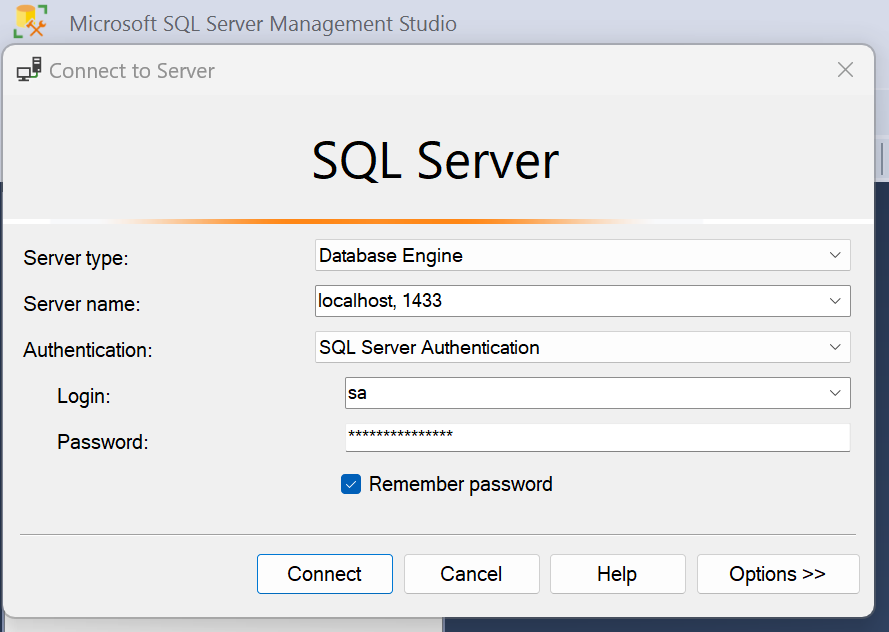 Microsoft SQL Server Management Studio
Connect to Server
SQL Server
Server type:
Database Engine
Server name:
localhost, 1433
Authentication:
SQL Server Authentication
Login:
sa
Password:
***************
Remember password
Connect
Cancel
Help
Options >>